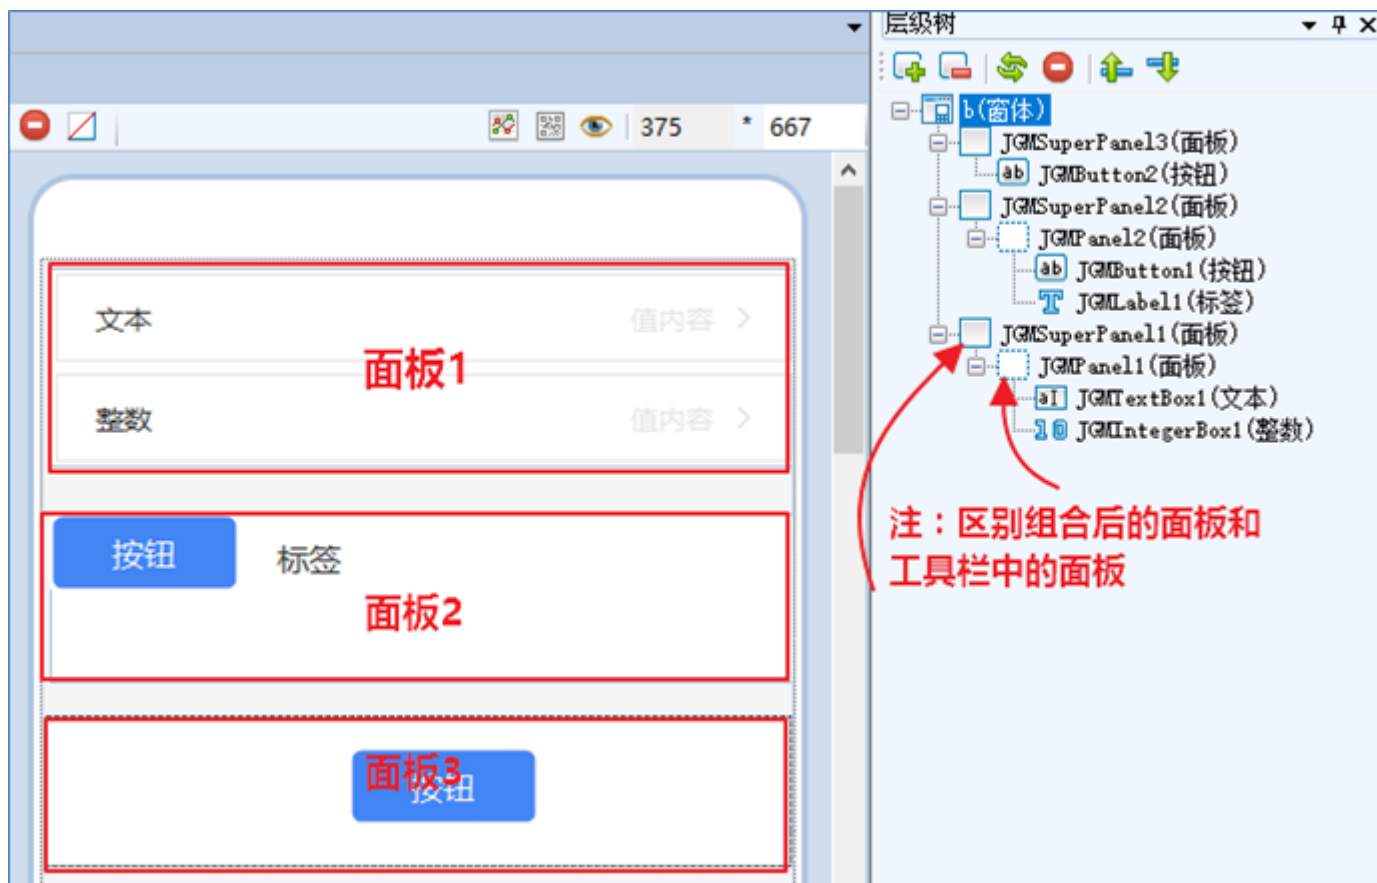 层级树
375 * 667
b(窗体)
JGMSuperPanel3(面板)
JGMButton2(按钮)
JGMSuperPanel2(面板)
JGMPanel2(面板)
JGMButton1(按钮)
JGMLabel1(标签)
JGMSuperPanel1(面板)
JGMPanel1(面板)
JGMTextBox1(文本)
JGMIntegerBox1(整数)
文本 值内容
面板1
整数 值内容
按钮 标签
面板2
面板3
按钮
注：区别组合后的面板和
工具栏中的面板